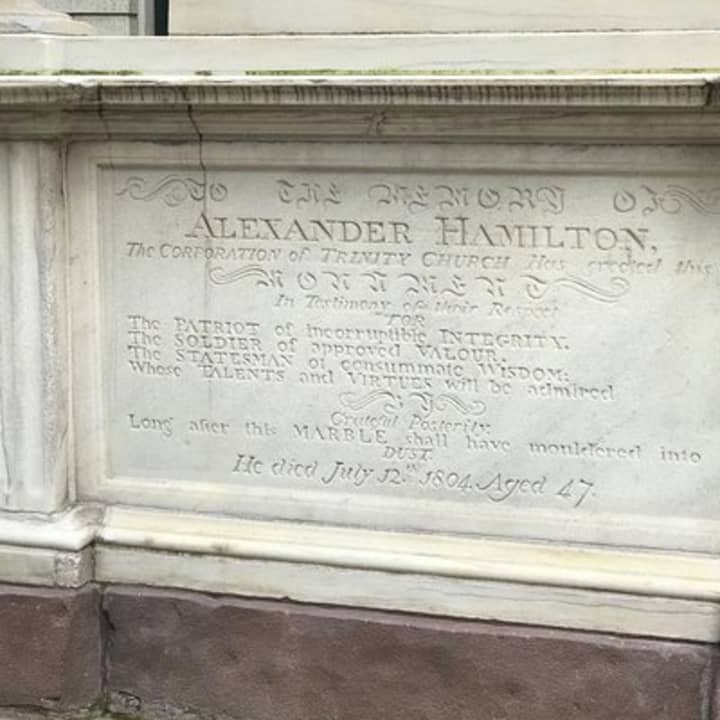 TO THE MEMORY OF
ALEXANDER HAMILTON,
The CORPORATION of TRINITY CHURCH Has erected this
MONUMENT
In Testimony of their Respect
FOR
The PATRIOT of incorruptible INTEGRITY.
The SOLDIER of approved VALOUR.
The STATESMAN of consummate WISDOM:
Whose TALENTS and VIRTUES will be admired
BY
Grateful Posterity.
Long after this MARBLE shall have mouldered into
DUST.
He died July 12.th 1804. Aged 47.